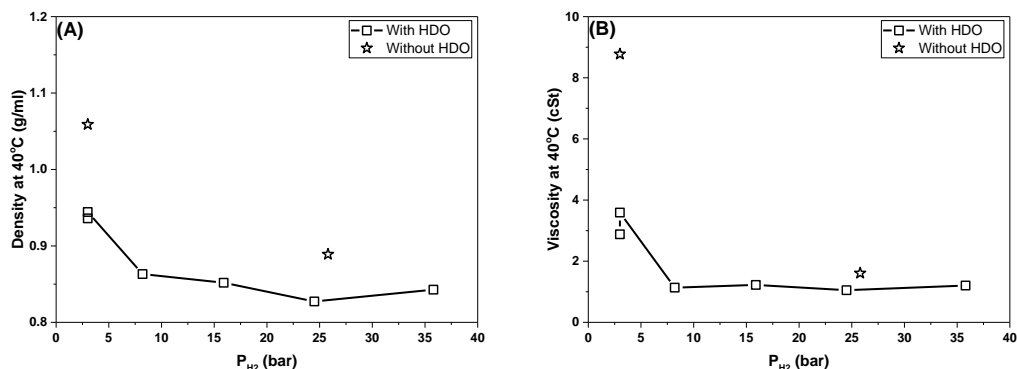 (A)
With HDO
Without HDO
1.2
1.1
1.0
0.9
0.8
Density at 40°C (g/ml)
0 5 10 15 20 25 30 35 40
P_H2 (bar)
(B)
With HDO
Without HDO
10
8
6
4
2
0
Viscosity at 40°C (cSt)
0 5 10 15 20 25 30 35 40
P_H2 (bar)